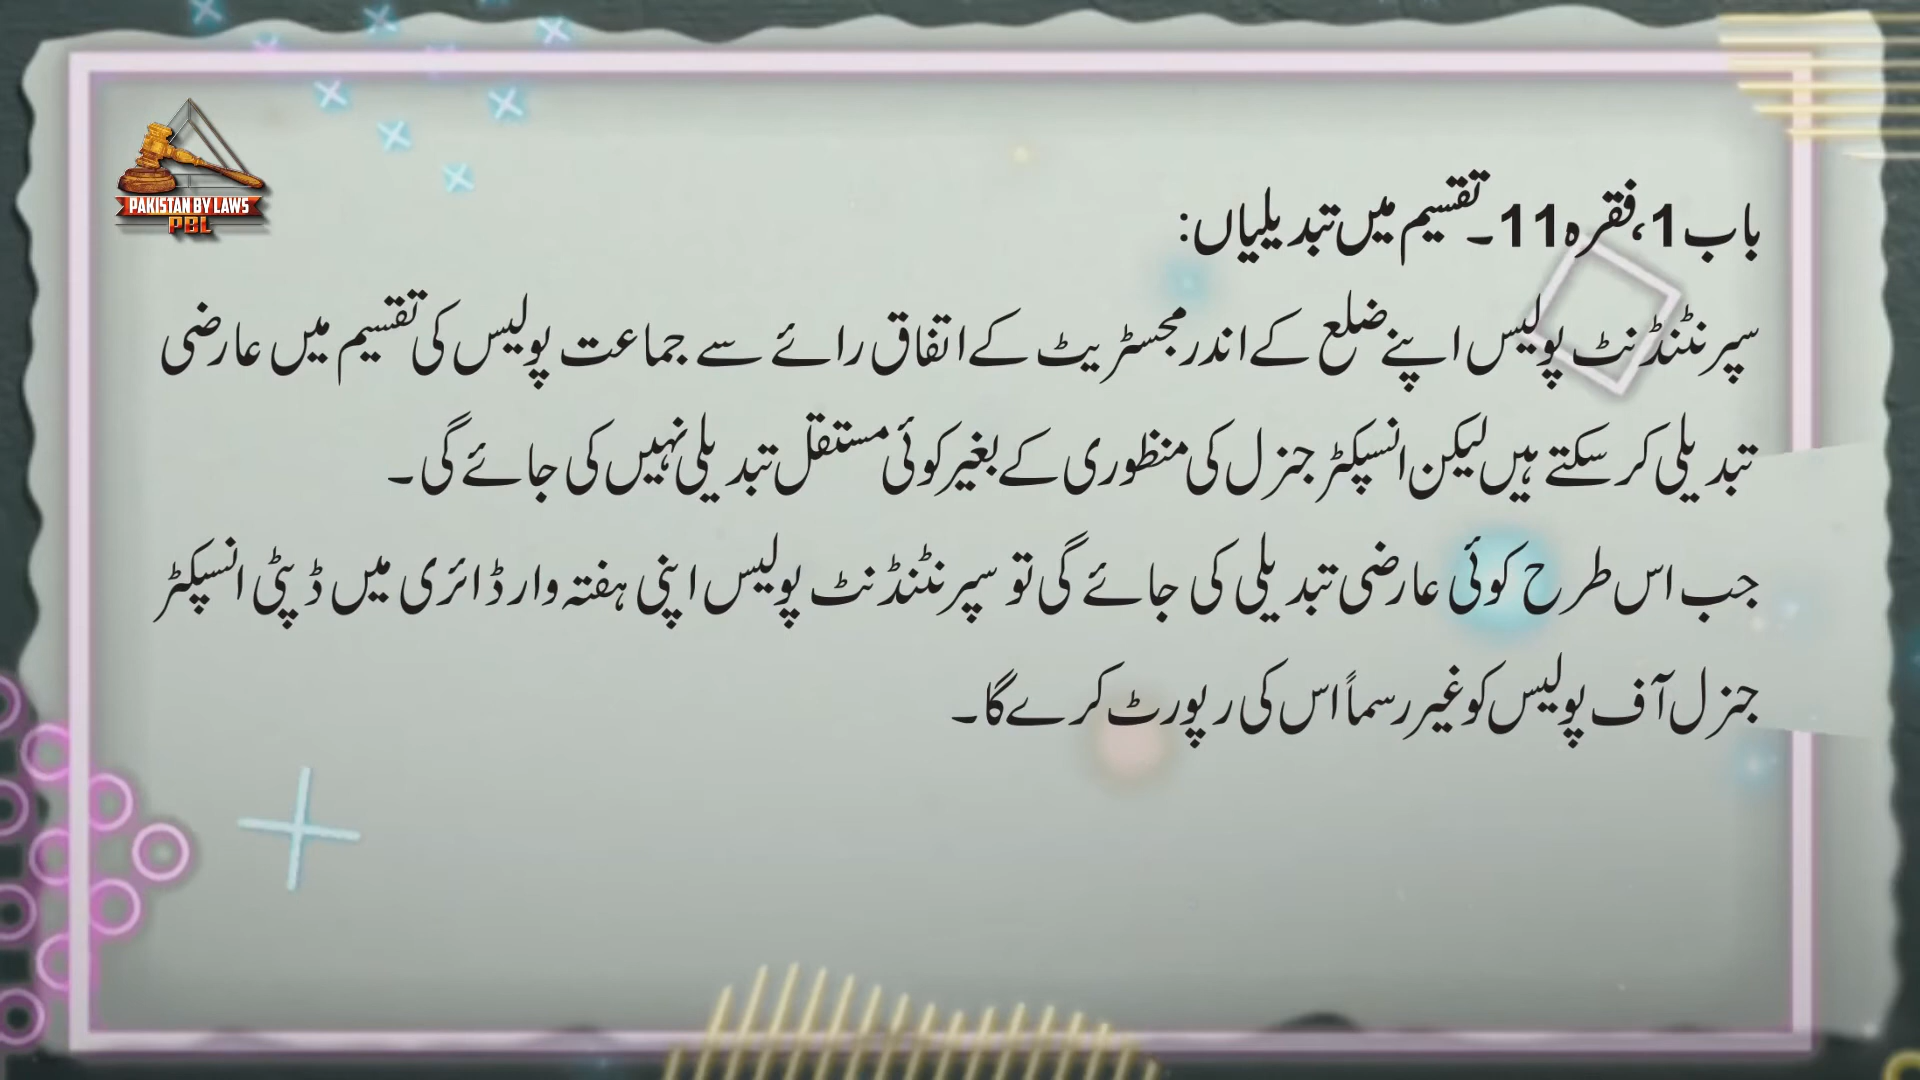 PAKISTAN BY LAWS
PBL
باب 1، فقرہ 11۔ تقسیم میں تبدیلیاں:
سپرنٹنڈنٹ پولیس اپنے ضلع کے اندر مجسٹریٹ کے اتفاق رائے سے جماعت پولیس کی تقسیم میں عارضی
تبدیلی کر سکتے ہیں لیکن انسپکٹر جنرل کی منظوری کے بغیر کوئی مستقل تبدیلی نہیں کی جائے گی۔
جب اس طرح کوئی عارضی تبدیلی کی جائے گی تو سپرنٹنڈنٹ پولیس اپنی ہفتہ وار ڈائری میں ڈپٹی انسپکٹر
جنرل آف پولیس کو غیر رسماً اس کی رپورٹ کرے گا۔